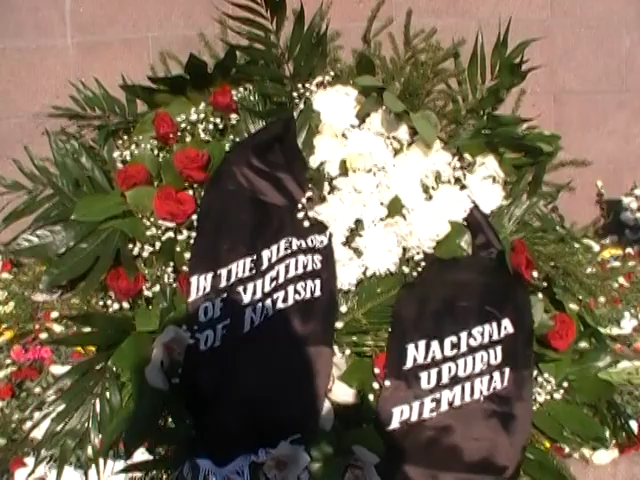 IN THE MEMORY
OF VICTIMS
OF NAZISM
NACISMA
UPURU
PIEMIŅAI